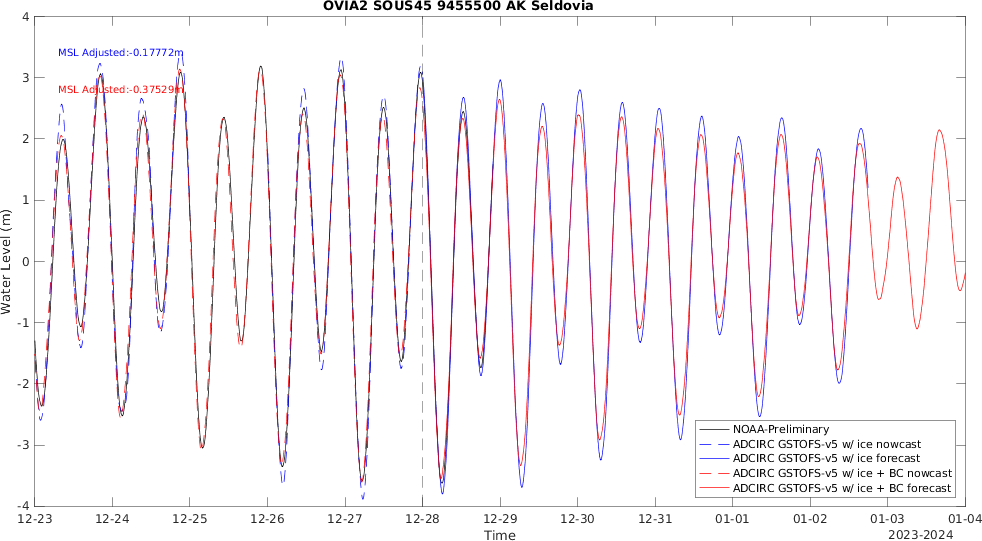 OVIA2 SOUS45 9455500 AK Seldovia
4
MSL Adjusted:-0.17772m
3
MSL Adjusted:-0.37529m
2
1
0
-1
-2
-3
-4
Water Level (m)
NOAA-Preliminary
ADCIRC GSTOFS-v5 w/ ice nowcast
ADCIRC GSTOFS-v5 w/ ice forecast
ADCIRC GSTOFS-v5 w/ ice + BC nowcast
ADCIRC GSTOFS-v5 w/ ice + BC forecast
12-23 12-24 12-25 12-26 12-27 12-28 12-29 12-30 12-31 01-01 01-02 01-03 01-04
Time
2023-2024